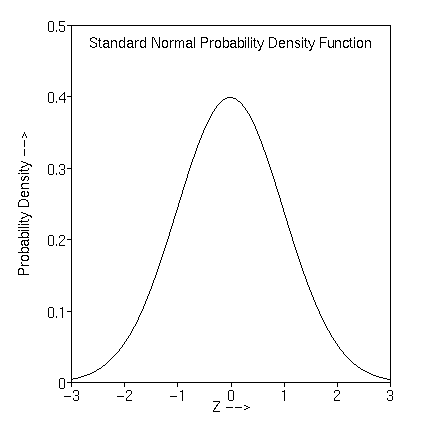 Standard Normal Probability Density Function
Probability Density -->
0.5
0.4
0.3
0.2
0.1
0
-3 -2 -1 0 1 2 3
Z -->